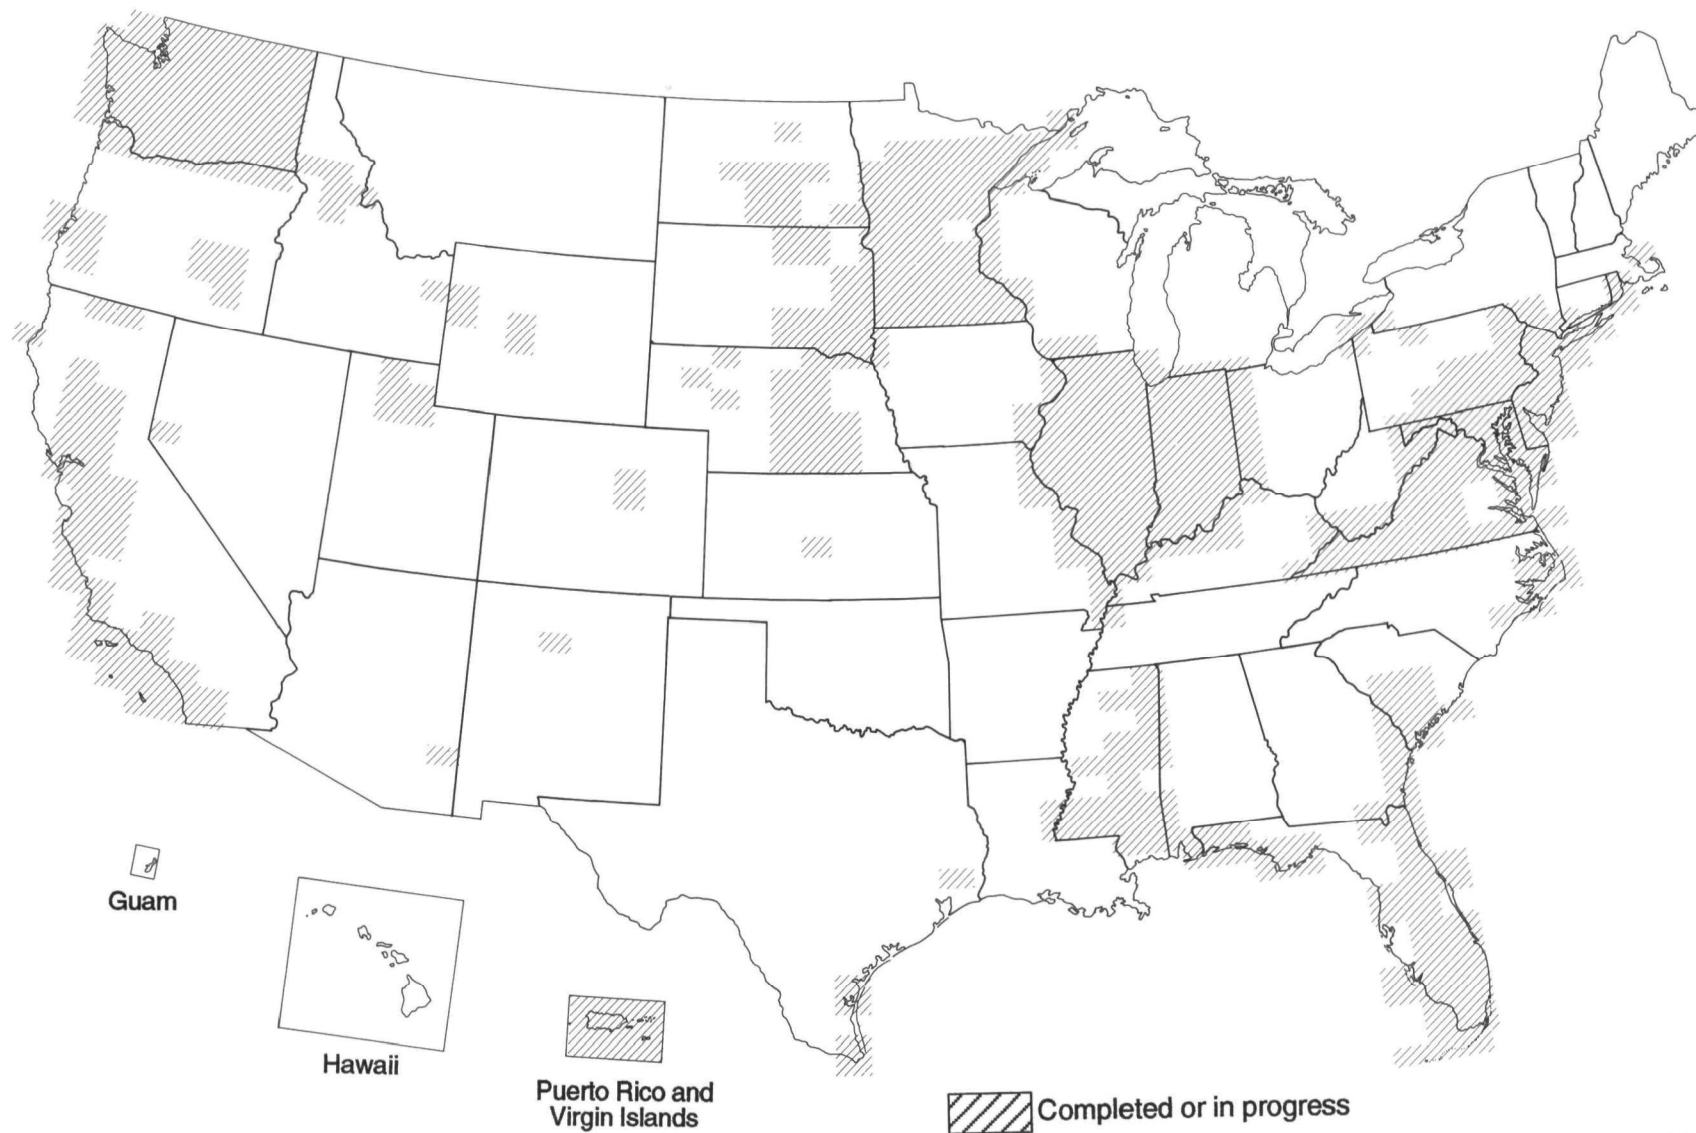 Guam
Hawaii
Puerto Rico and
Virgin Islands
Completed or in progress